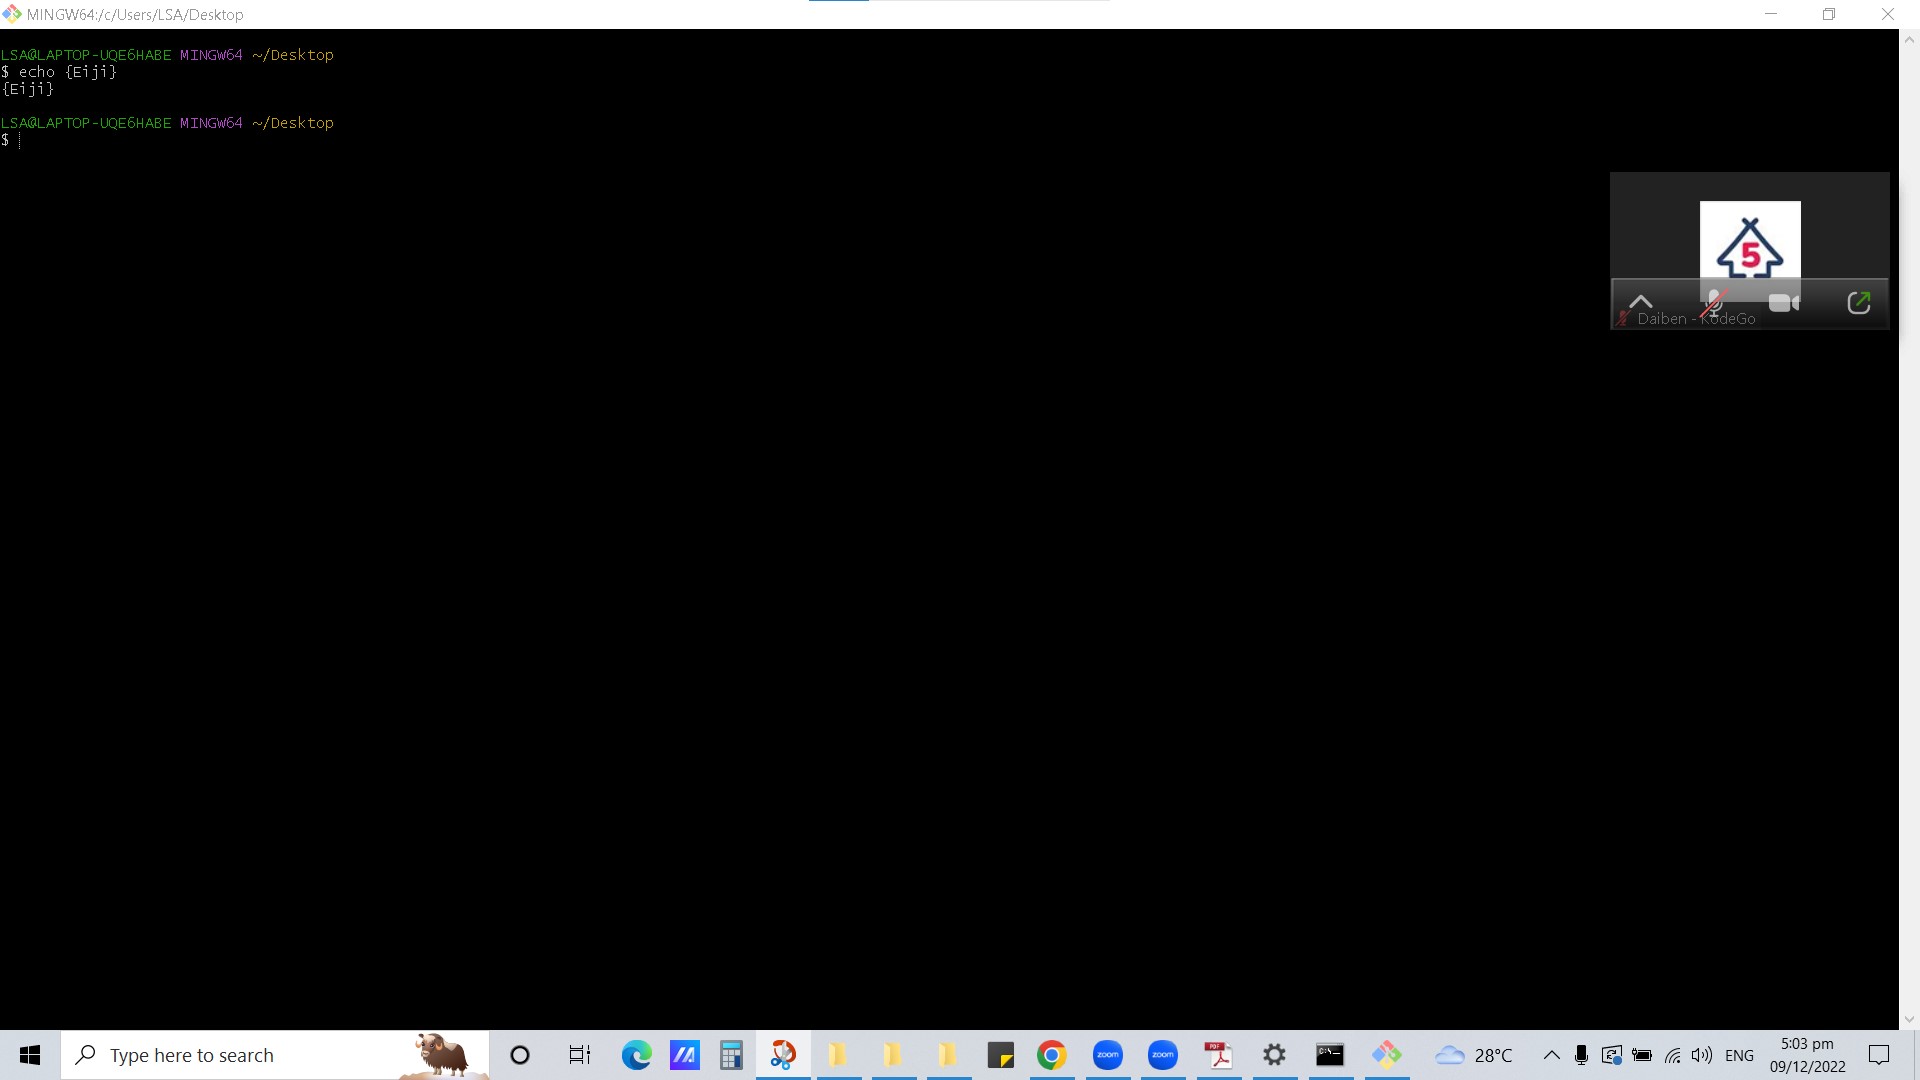 MINGW64:/c/Users/LSA/Desktop
LSA@LAPTOP-UQE6HABE MINGW64 ~/Desktop
$ echo {Eiji}
{Eiji}
LSA@LAPTOP-UQE6HABE MINGW64 ~/Desktop
$
5
Daiben - KodeGo
Type here to search
zoom
zoom
PDF
C:\_
28°C
ENG
5:03 pm
09/12/2022